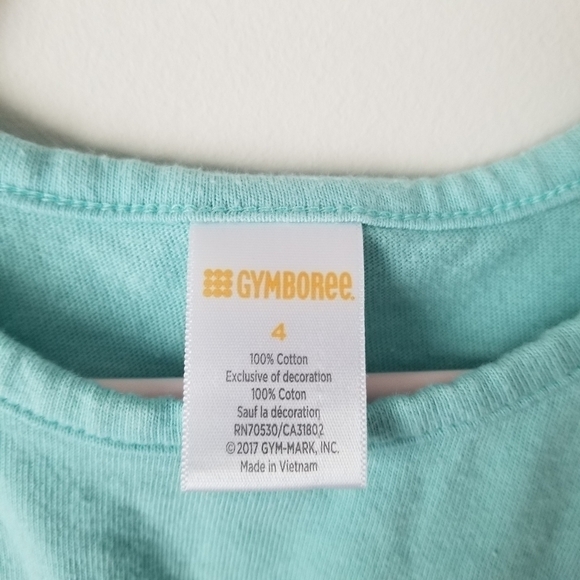 GYMBOREE
4
100% Cotton
Exclusive of decoration
100% Coton
Sauf la décoration
RN70530/CA31802
©2017 GYM-MARK, INC.
Made in Vietnam